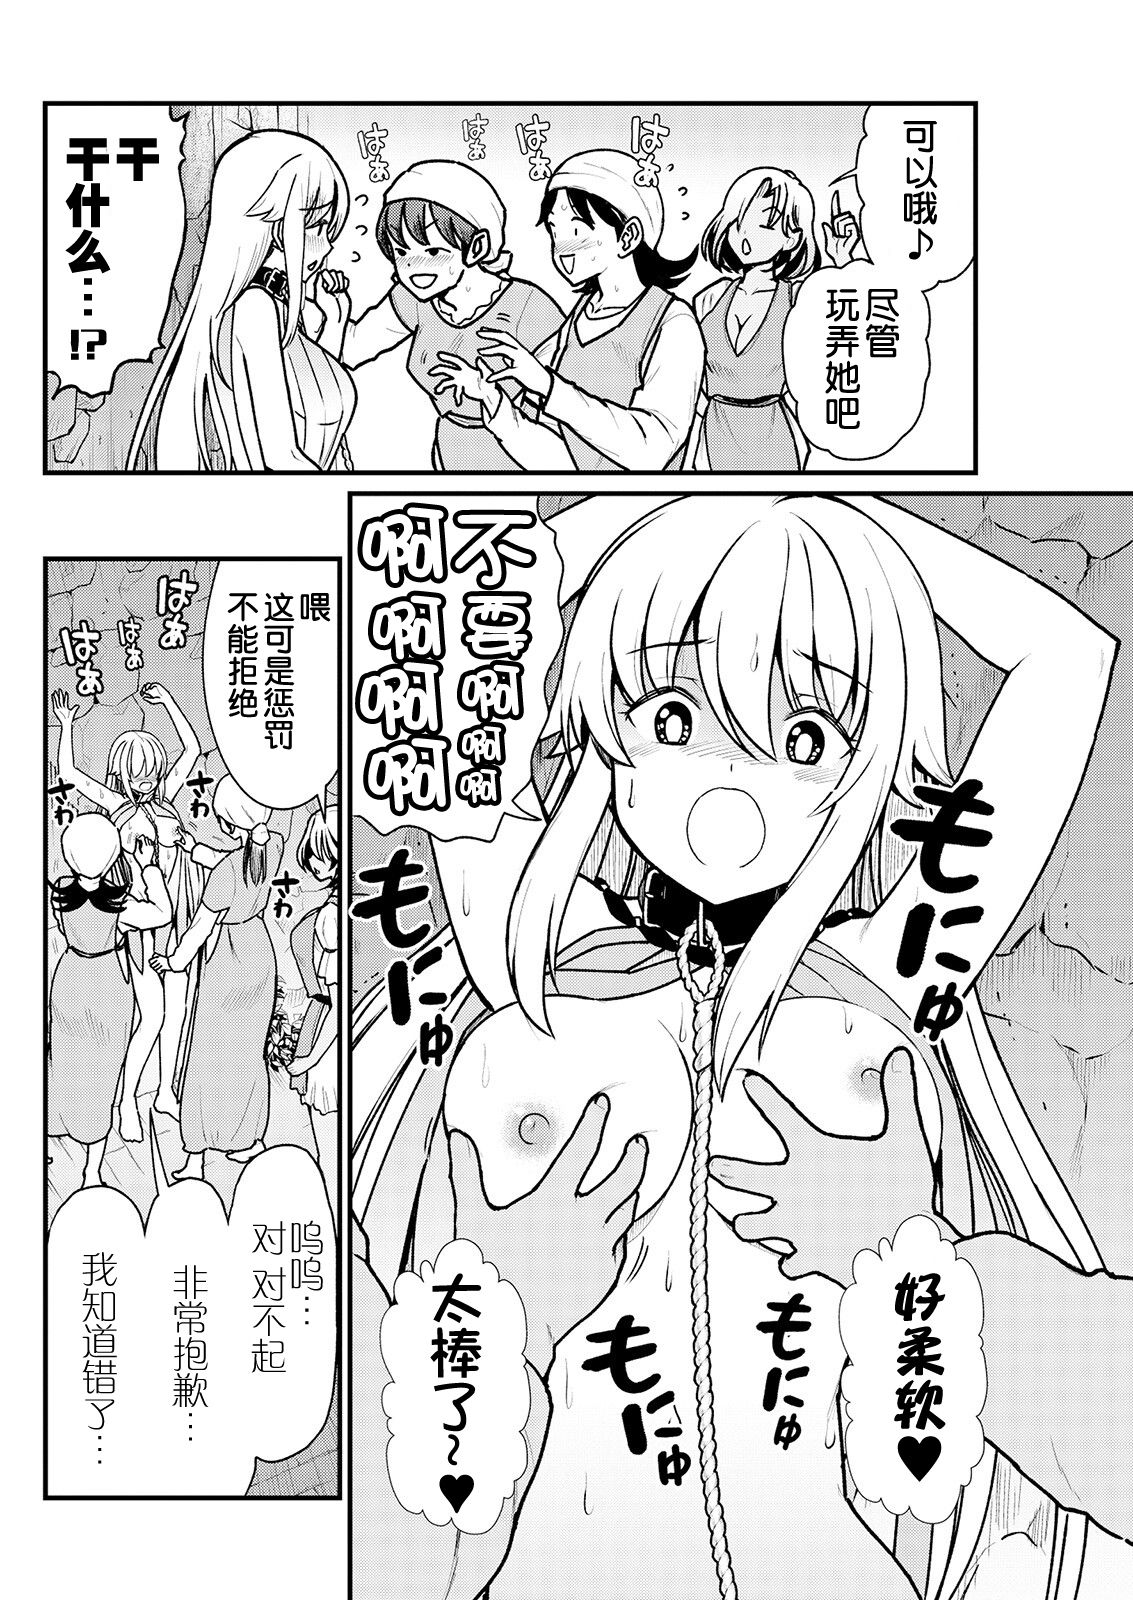 可以哦♪
尽管
玩弄她吧
はぁ
はぁ
はぁ
はぁ
干干
什么…
!?
不要啊啊啊
啊啊啊啊
もにゅ
もにゅ
好柔软♥
もにゅ
もにゅ
太棒了~♥
喂
这可是惩罚
不能拒绝
はぁ
はぁ
はぁ
さわ
さわ
さわ
呜呜…
对对不起
非常抱歉…
我知道错了…